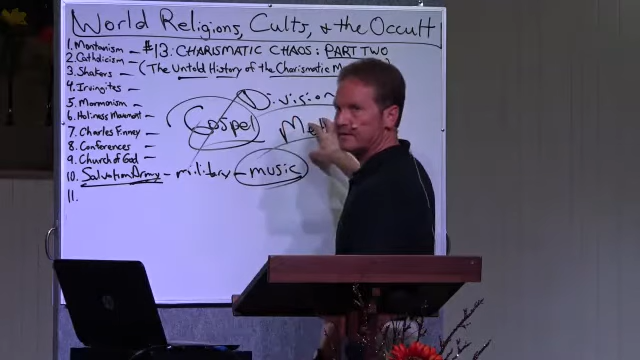 World Religions, Cults, & the Occult
#13: CHARISMATIC CHAOS: PART TWO
(The Untold History of the Charismatic M
1. Montanism –
2. Catholicism –
3. Shakers –
4. Irvingites
5. Mormonism –
6. Holiness Movement –
7. Charles Finney –
8. Conferences –
9. Church of God –
10. Salvation Army – military – music
11.
Division
Gospel
Me
hp